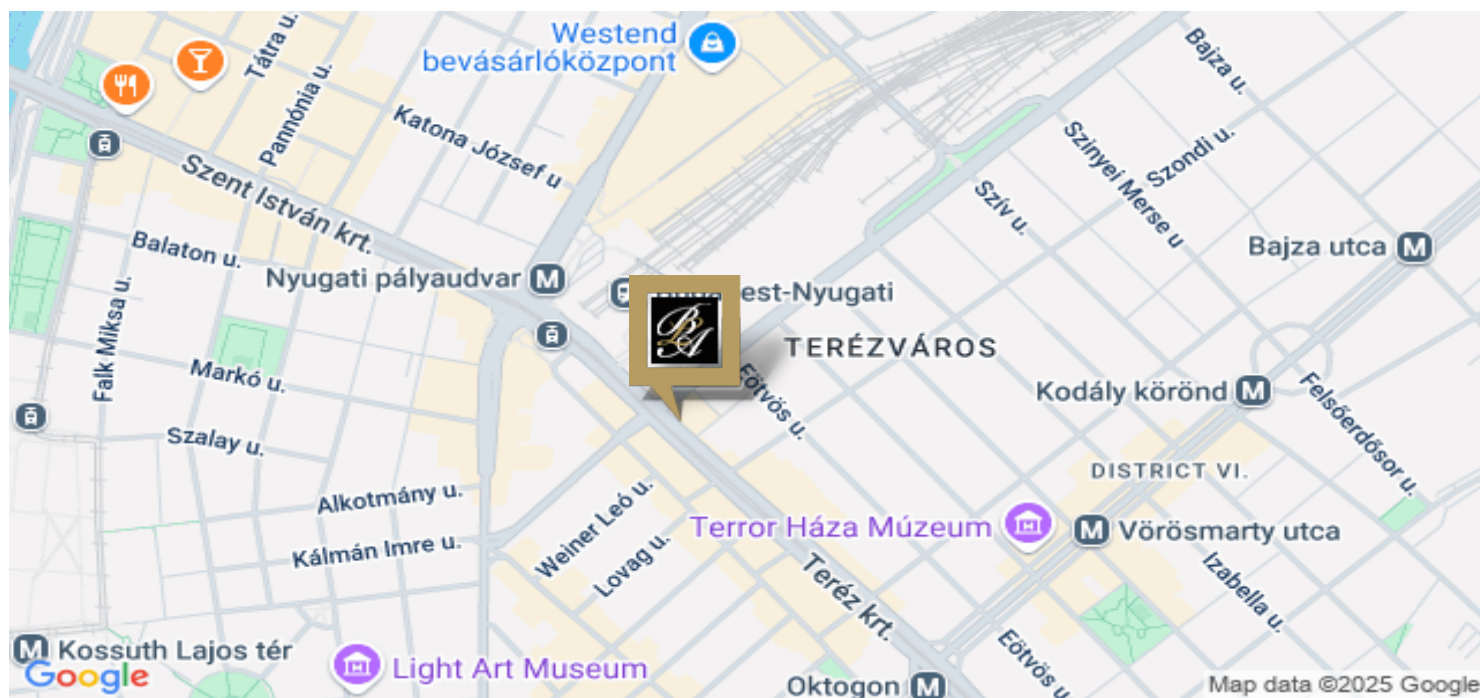 Westend
bevásárlóközpont
Tátra u.
Bajza u.
Pannónia u.
Katona József u
Szinyei Merse u
Szondi u.
Szent István krt.
Szív u.
Balaton u.
Bajza utca M
Nyugati pályaudvar M
est-Nyugati
Falk Miksa u.
BLA
TERÉZVÁROS
Markó u.
Eötvös u.
Kodály körönd M
Felsőerdősor u.
Szalay u.
DISTRICT VI.
Alkotmány u.
Weiner Leó u.
Terror Háza Múzeum
M Vörösmarty utca
Kálmán Imre u.
Lovag u.
Izabella u.
Teréz krt.
M Kossuth Lajos tér
Light Art Museum
Eötvös u.
Google
Oktogon M
Map data ©2025 Google